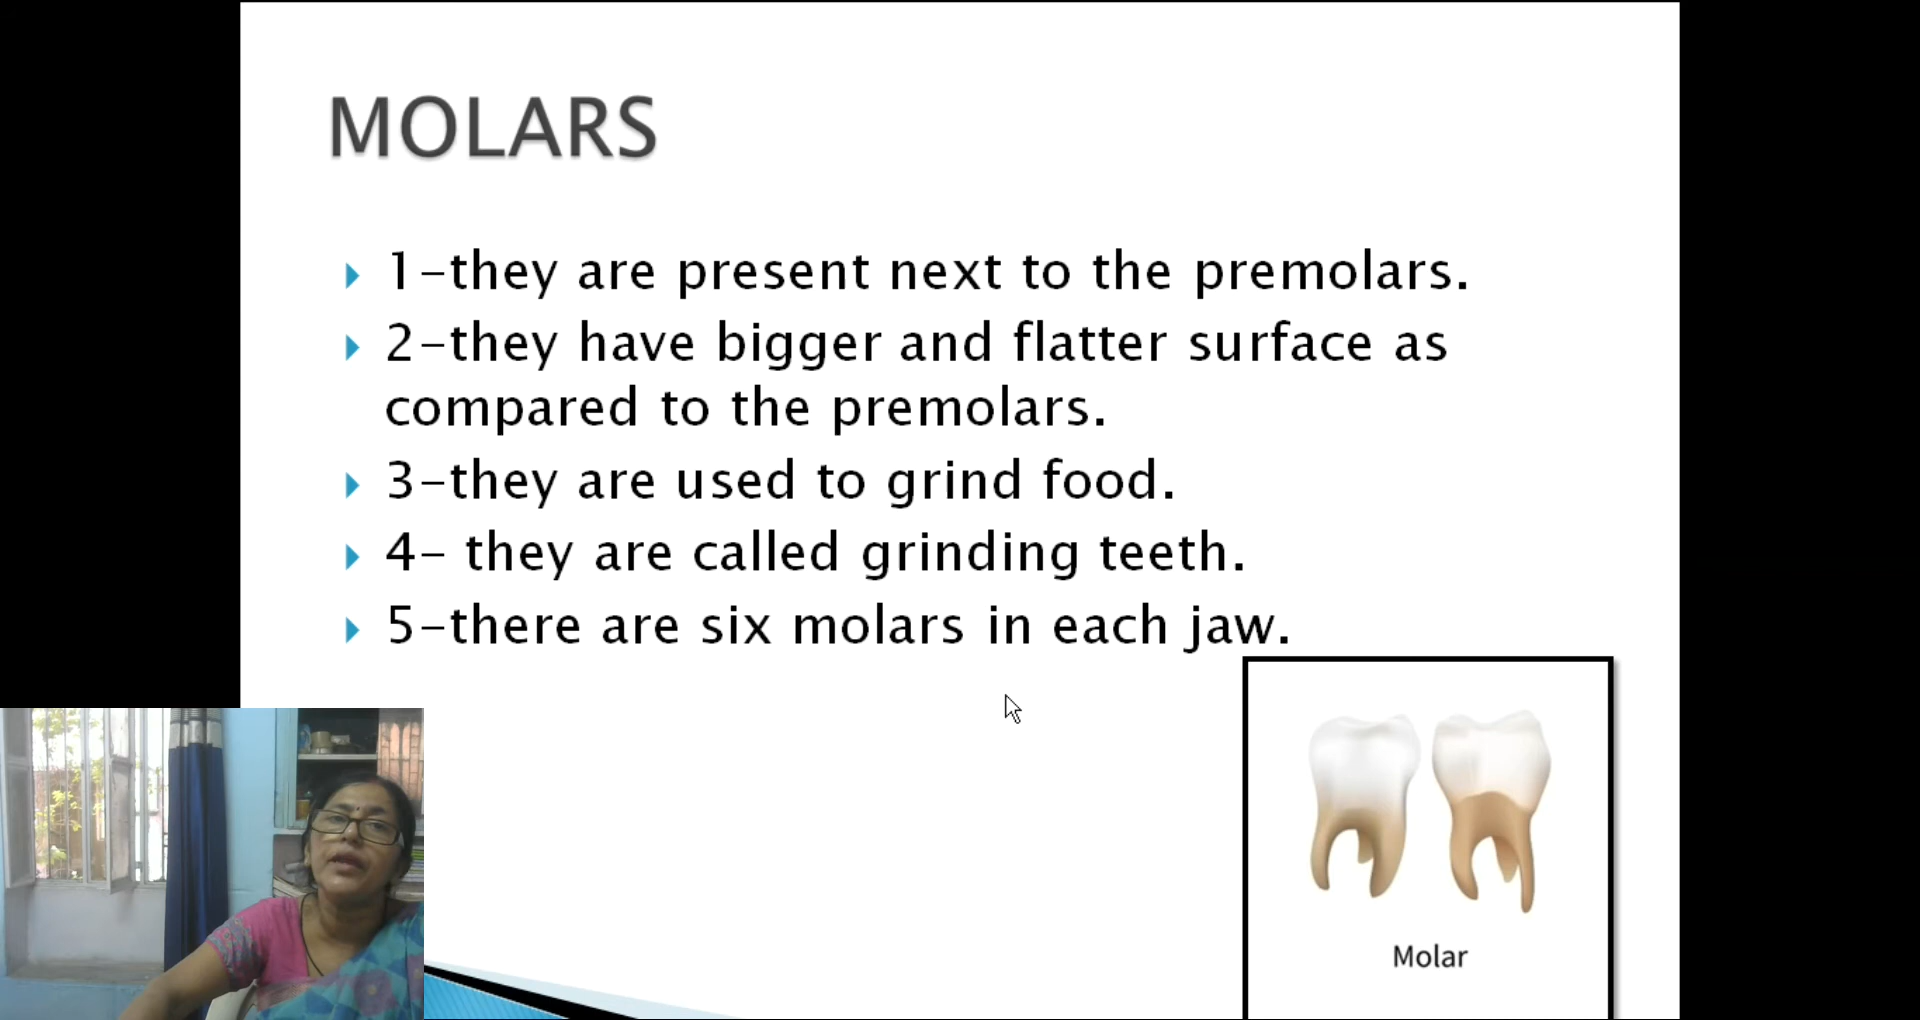 MOLARS
1-they are present next to the premolars.
2-they have bigger and flatter surface as
compared to the premolars.
3-they are used to grind food.
4- they are called grinding teeth.
5-there are six molars in each jaw.
Molar